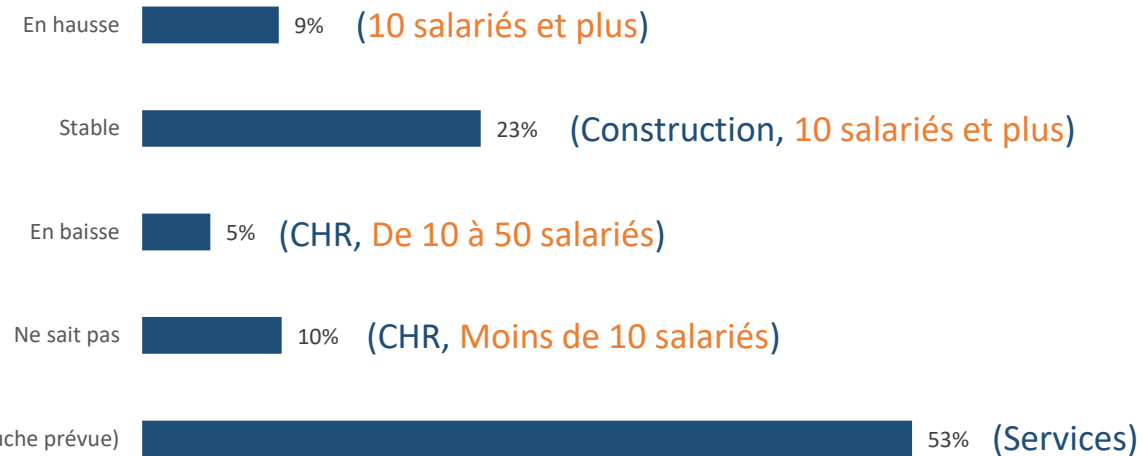 En hausse 9% (10 salariés et plus)
Stable 23% (Construction, 10 salariés et plus)
En baisse 5% (CHR, De 10 à 50 salariés)
Ne sait pas 10% (CHR, Moins de 10 salariés)
prévue) 53% (Services)